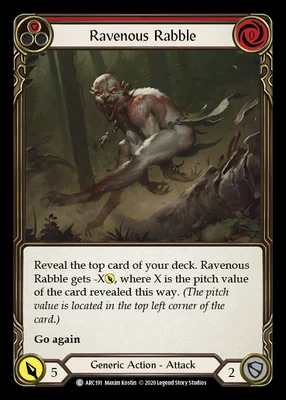 Ravenous Rabble
Reveal the top card of your deck. Ravenous
Rabble gets -X, where X is the pitch value
of the card revealed this way. (The pitch
value is located in the top left corner of
the card.)
Go again
5
Generic Action - Attack
2
C ARC191 Maxim Kostin © 2020 Legend Story Studios